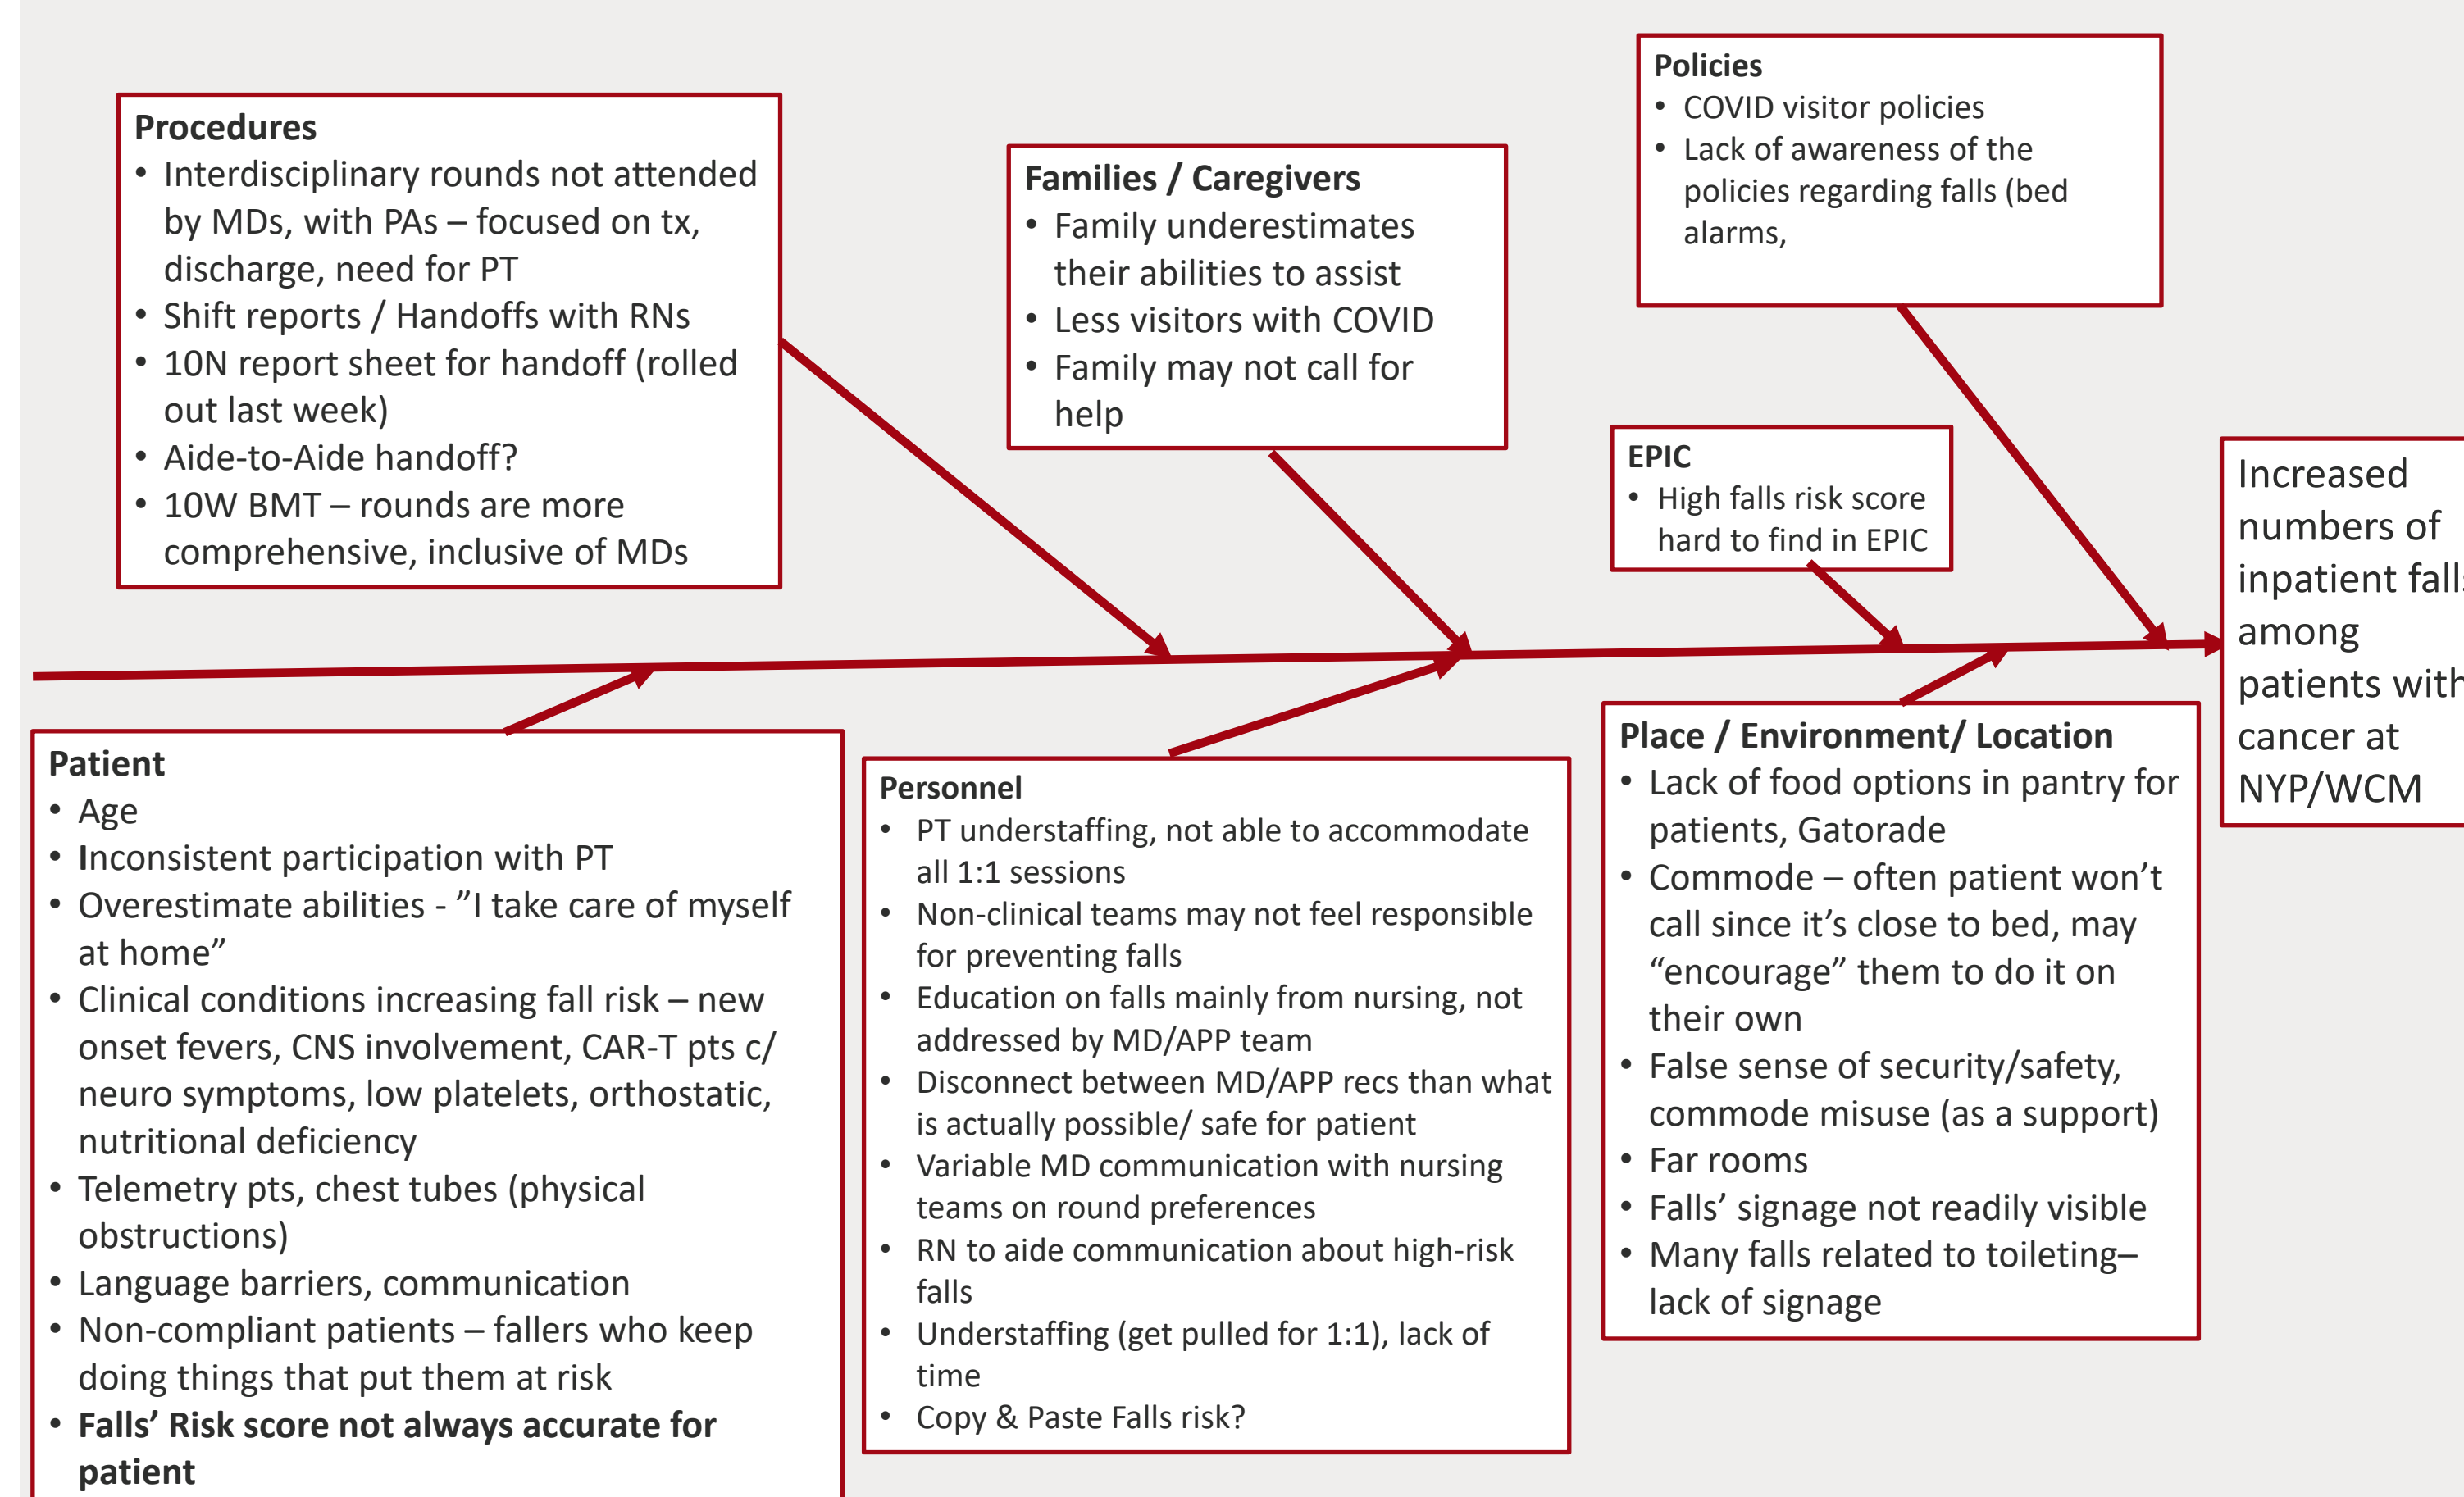 Procedures
• Interdisciplinary rounds not attended
by MDs, with PAs – focused on tx,
discharge, need for PT
• Shift reports / Handoffs with RNs
• 10N report sheet for handoff (rolled
out last week)
• Aide-to-Aide handoff?
• 10W BMT – rounds are more
comprehensive, inclusive of MDs
Families / Caregivers
• Family underestimates
their abilities to assist
• Less visitors with COVID
• Family may not call for
help
Policies
• COVID visitor policies
• Lack of awareness of the
policies regarding falls (bed
alarms,
EPIC
• High falls risk score
hard to find in EPIC
Increased
numbers of
inpatient falls
among
patients with
cancer at
NYP/WCM
Patient
• Age
• Inconsistent participation with PT
• Overestimate abilities - ”I take care of myself
at home”
• Clinical conditions increasing fall risk – new
onset fevers, CNS involvement, CAR-T pts c/
neuro symptoms, low platelets, orthostatic,
nutritional deficiency
• Telemetry pts, chest tubes (physical
obstructions)
• Language barriers, communication
• Non-compliant patients – fallers who keep
doing things that put them at risk
• Falls’ Risk score not always accurate for
patient
Personnel
• PT understaffing, not able to accommodate
all 1:1 sessions
• Non-clinical teams may not feel responsible
for preventing falls
• Education on falls mainly from nursing, not
addressed by MD/APP team
• Disconnect between MD/APP recs than what
is actually possible/ safe for patient
• Variable MD communication with nursing
teams on round preferences
• RN to aide communication about high-risk
falls
• Understaffing (get pulled for 1:1), lack of
time
• Copy & Paste Falls risk?
Place / Environment/ Location
• Lack of food options in pantry for
patients, Gatorade
• Commode – often patient won’t
call since it’s close to bed, may
“encourage” them to do it on
their own
• False sense of security/safety,
commode misuse (as a support)
• Far rooms
• Falls’ signage not readily visible
• Many falls related to toileting–
lack of signage